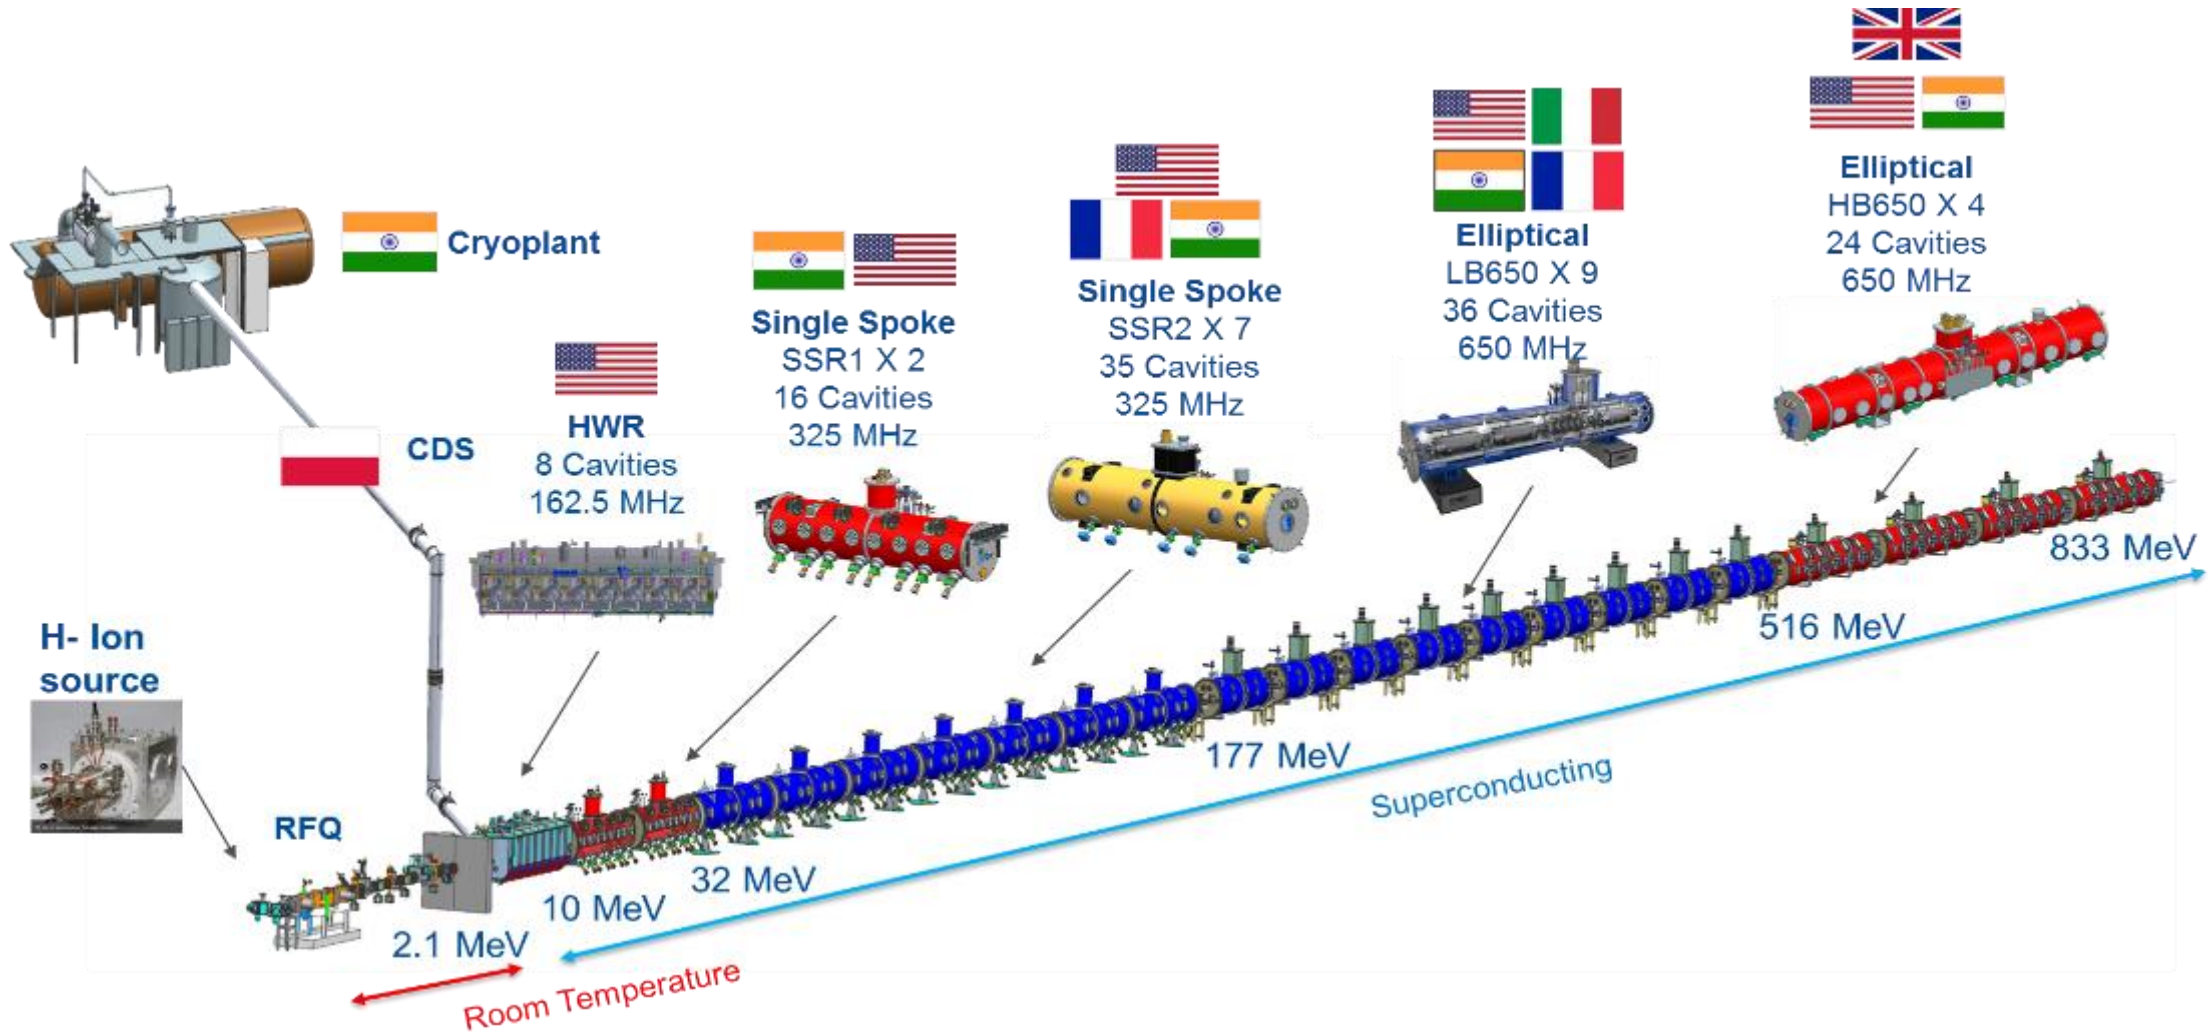 Cryoplant
CDS
H- Ion
source
RFQ
HWR
8 Cavities
162.5 MHz
Single Spoke
SSR1 X 2
16 Cavities
325 MHz
Single Spoke
SSR2 X 7
35 Cavities
325 MHz
Elliptical
LB650 X 9
36 Cavities
650 MHz
Elliptical
HB650 X 4
24 Cavities
650 MHz
2.1 MeV
10 MeV
32 MeV
177 MeV
516 MeV
833 MeV
Room Temperature
Superconducting